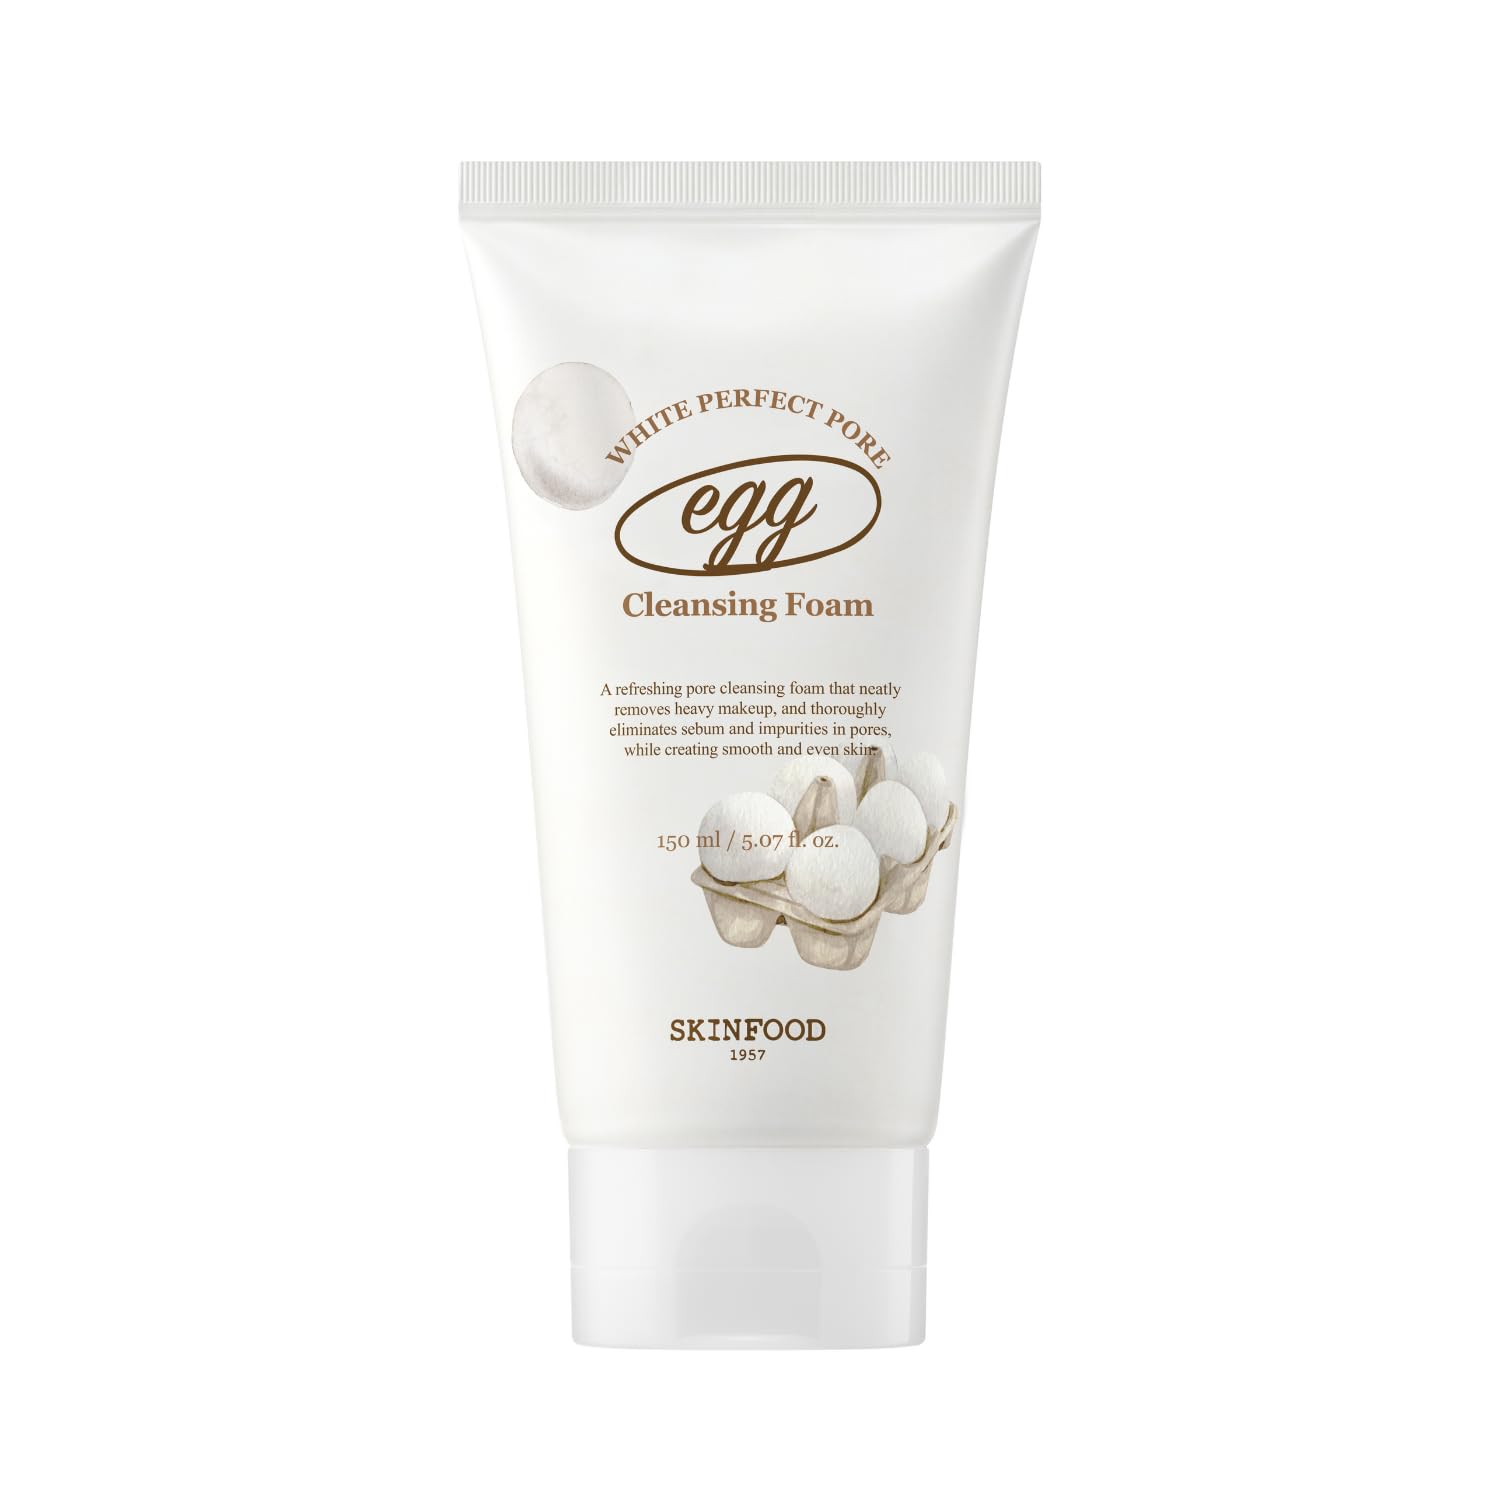 WHITE PERFECT PORE
egg
Cleansing Foam
A refreshing pore cleansing foam that neatly
removes heavy makeup, and thoroughly
eliminates sebum and impurities in pores,
while creating smooth and even skin.
150 ml / 5.07 fl. oz.
SKINFOOD
1957